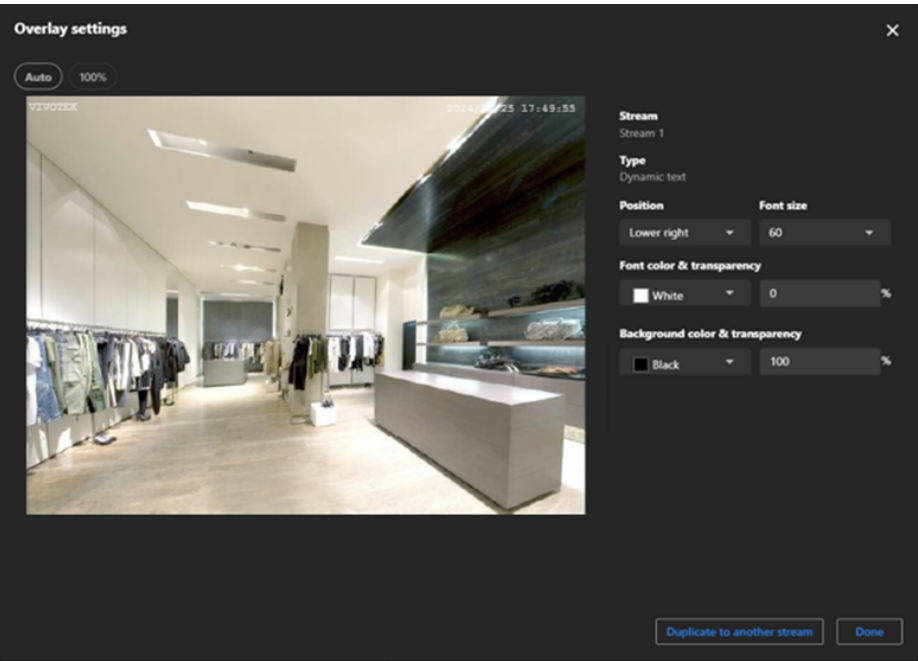 Overlay settings
Auto
100%
VIVOTEK
17:49:55
Stream
Stream 1
Type
Dynamic text
Position Font size
Lower right 60
Font color & transparency
White 0 %
Background color & transparency
Black 100 %
Duplicate to another stream Done